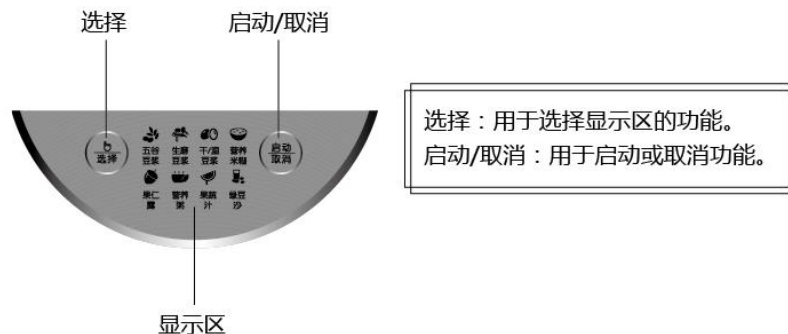 选择
启动/取消
选择
五谷
豆浆
生磨
豆浆
干/湿
豆浆
营养
米糊
启动
取消
果仁
露
营养
粥
果蔬
汁
绿豆
沙
显示区
选择：用于选择显示区的功能。
启动/取消：用于启动或取消功能。